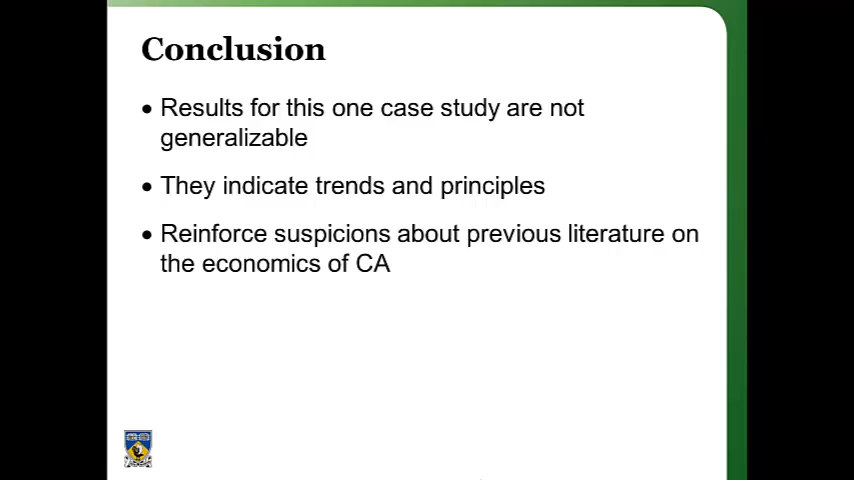 Conclusion
• Results for this one case study are not
generalizable
• They indicate trends and principles
• Reinforce suspicions about previous literature on
the economics of CA